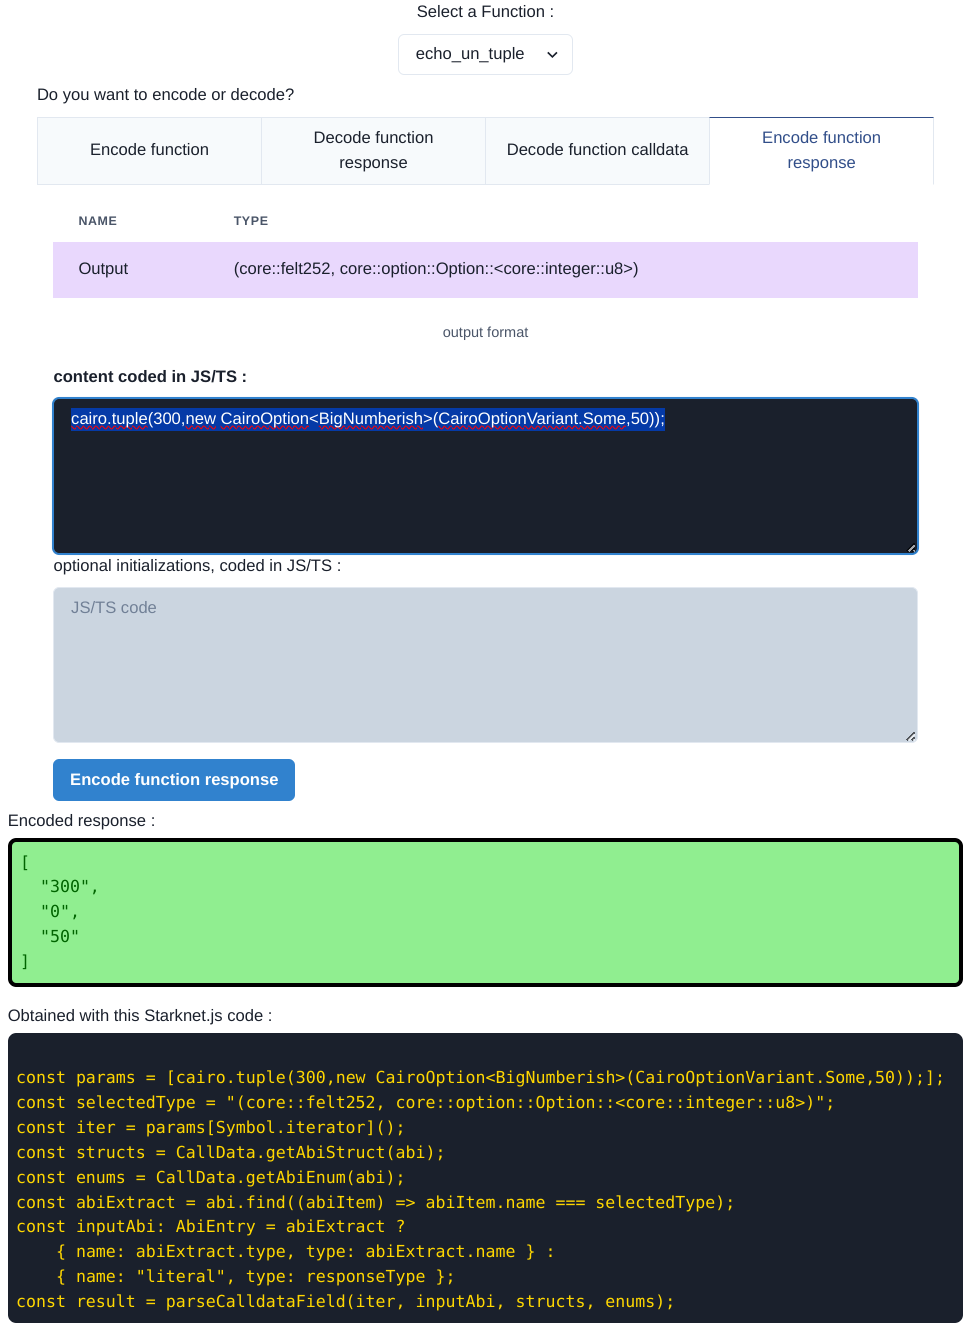 Select a Function :
echo_un_tuple
Do you want to encode or decode?
Encode function
Decode function
response
Decode function calldata
Encode function
response
NAME TYPE
Output (core::felt252, core::option::Option::<core::integer::u8>)
output format
content coded in JS/TS :
cairo.tuple(300,new CairoOption<BigNumberish>(CairoOptionVariant.Some,50));
optional initializations, coded in JS/TS :
JS/TS code
Encode function response
Encoded response :
[
  "300",
  "0",
  "50"
]
Obtained with this Starknet.js code :
const params = [cairo.tuple(300,new CairoOption<BigNumberish>(CairoOptionVariant.Some,50));];
const selectedType = "(core::felt252, core::option::Option::<core::integer::u8>)";
const iter = params[Symbol.iterator]();
const structs = CallData.getAbiStruct(abi);
const enums = CallData.getAbiEnum(abi);
const abiExtract = abi.find((abiItem) => abiItem.name === selectedType);
const inputAbi: AbiEntry = abiExtract ?
    { name: abiExtract.type, type: abiExtract.name } :
    { name: "literal", type: responseType };
const result = parseCalldataField(iter, inputAbi, structs, enums);